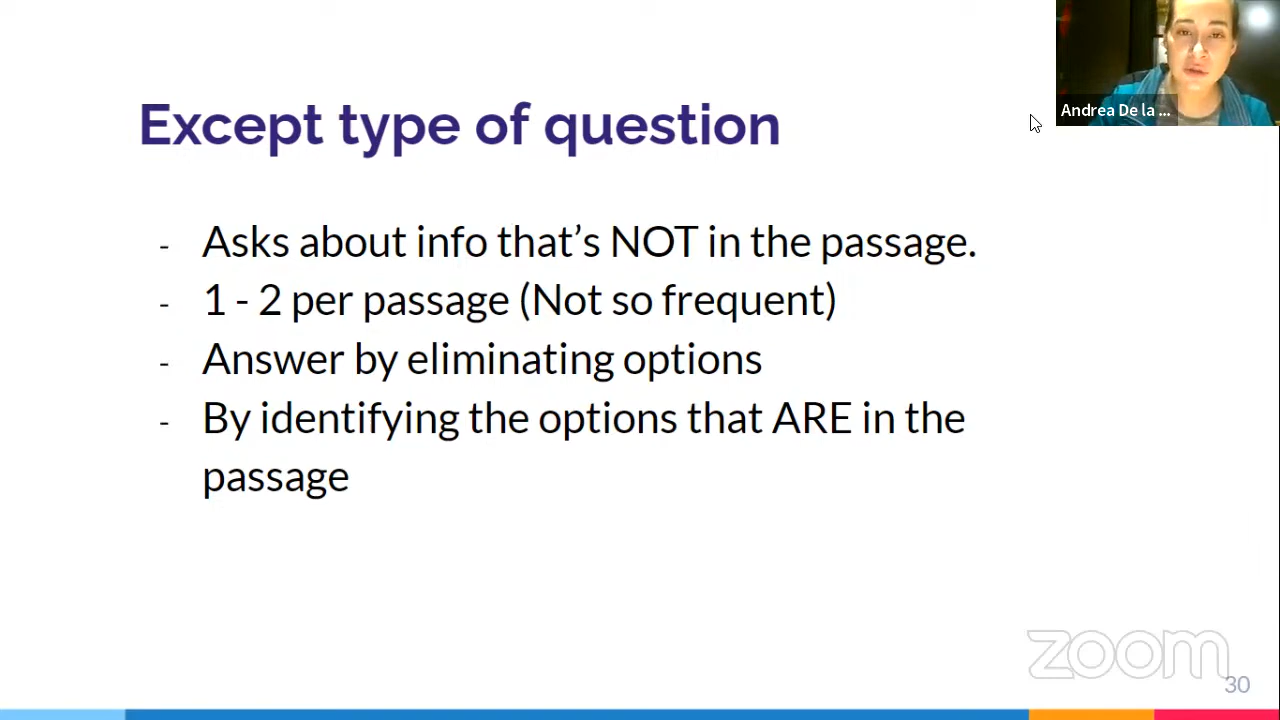 Except type of question
Andrea De la ...
- Asks about info that’s NOT in the passage.
- 1 - 2 per passage (Not so frequent)
- Answer by eliminating options
- By identifying the options that ARE in the
passage
zoom
30